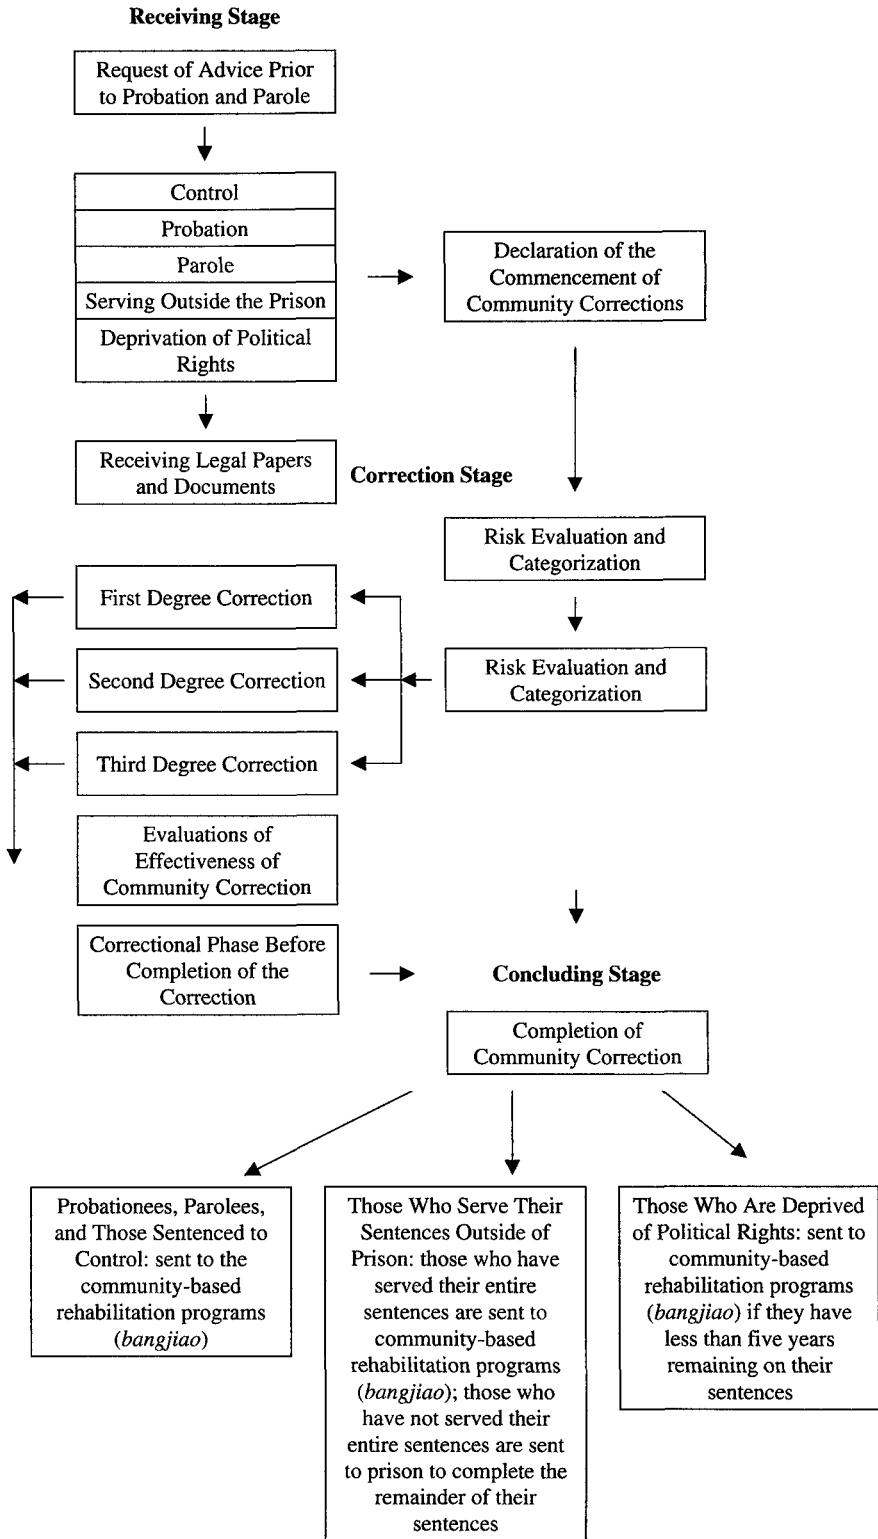 Receiving Stage
Request of Advice Prior
to Probation and Parole
Control
Probation
Parole
Serving Outside the Prison
Deprivation of Political
Rights
Declaration of the
Commencement of
Community Corrections
Receiving Legal Papers
and Documents
Correction Stage
Risk Evaluation and
Categorization
First Degree Correction
Second Degree Correction
Third Degree Correction
Risk Evaluation and
Categorization
Evaluations of
Effectiveness of
Community Correction
Correctional Phase Before
Completion of the
Correction
Concluding Stage
Completion of
Community Correction
Probationees, Parolees,
and Those Sentenced to
Control: sent to the
community-based
rehabilitation programs
(bangjiao)
Those Who Serve Their
Sentences Outside of
Prison: those who have
served their entire
sentences are sent to
community-based
rehabilitation programs
(bangjiao); those who
have not served their
entire sentences are sent
to prison to complete the
remainder of their
sentences
Those Who Are Deprived
of Political Rights: sent to
community-based
rehabilitation programs
(bangjiao) if they have
less than five years
remaining on their
sentences